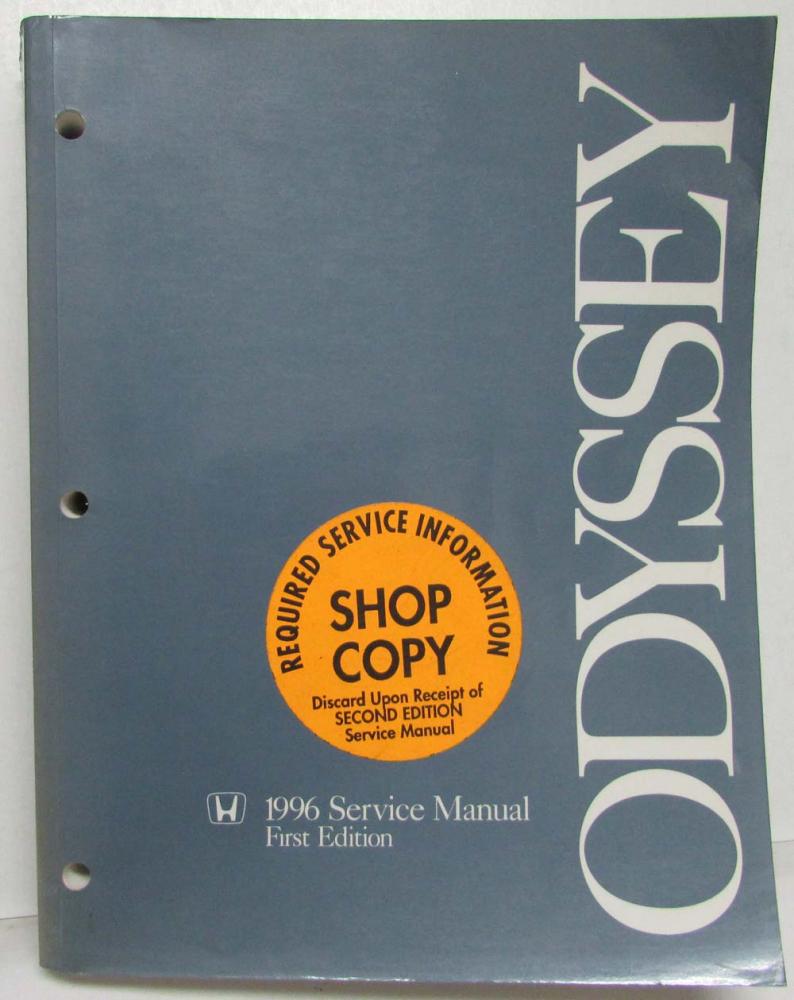 ODYSSEY
REQUIRED SERVICE INFORMATION
SHOP
COPY
Discard Upon Receipt of
SECOND EDITION
Service Manual
1996 Service Manual
First Edition